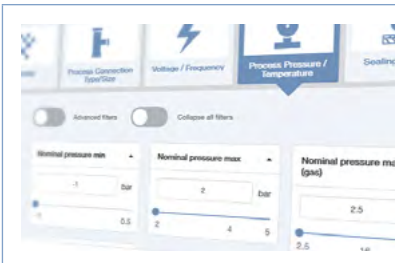 Process Connection
Type/Size
Voltage / Frequency
Process Pressure /
Temperature
Sealing
Advanced filters
Collapse all filters
Nominal pressure min
Nominal pressure max
Nominal pressure ma
(gas)
-1
bar
2
bar
2.5
-1
0.5
2
4
5
2.5